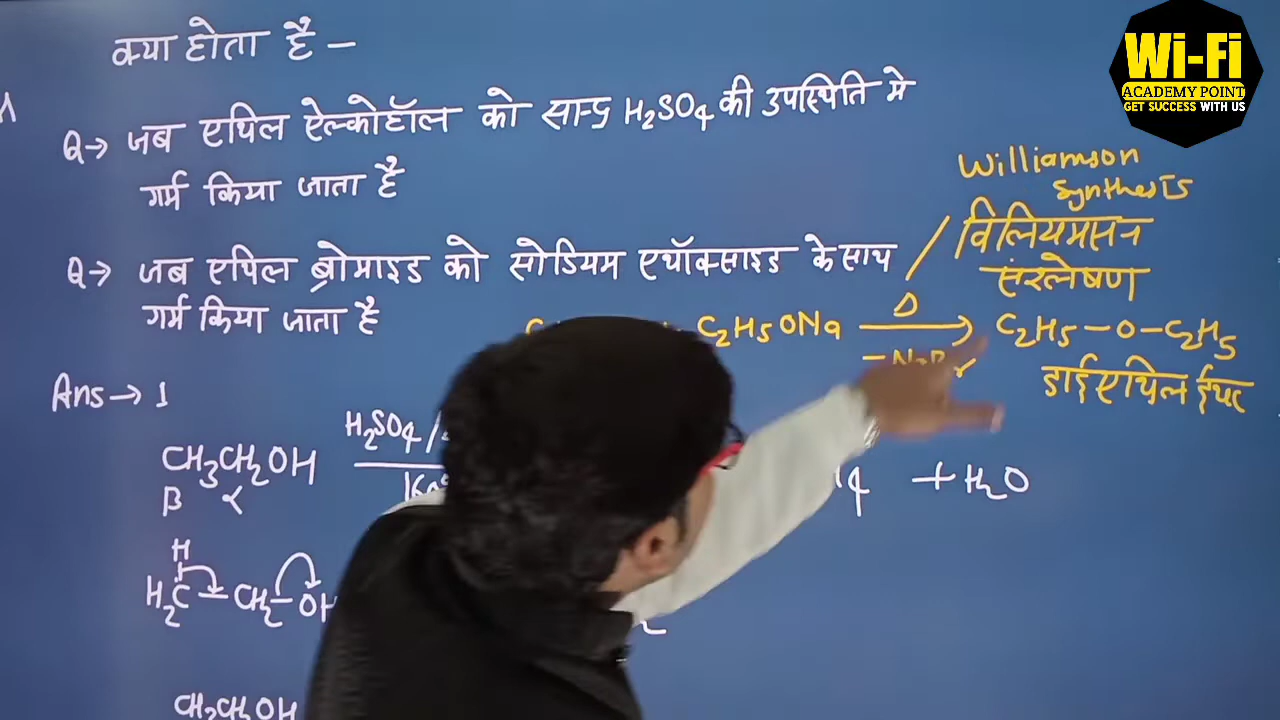 क्या होता है –
Wi-Fi
ACADEMY POINT
GET SUCCESS WITH US
Q→ जब एथिल ऐल्कोहॉल को सान्द्र H₂SO₄ की उपस्थिति मे
गर्म किया जाता है
Williamson
Synthesis
विलियमसन
संश्लेषण
Q→ जब एथिल ब्रोमाइड को सोडियम एथॉक्साइड के साथ
गर्म किया जाता है
C₂H₅ONa Δ → C₂H₅–O–C₂H₅
डाईएथिल ईथर
Ans → 1
H₂SO₄/
CH₃CH₂OH + H₂O
β α
H
H₂C – CH₂–OH
CH₃CH₂OH